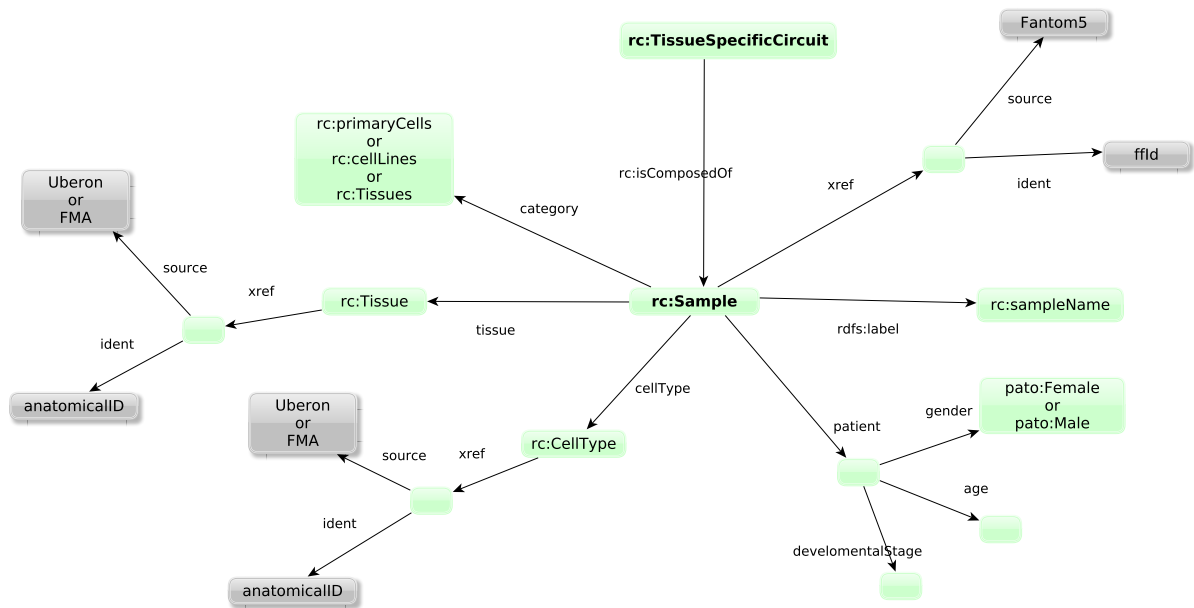 Fantom5
rc:TissueSpecificCircuit
source
rc:primaryCells
or
rc:cellLines
or
rc:Tissues
ffId
rc:isComposedOf
xref
ident
Uberon
or
FMA
category
source
xref
rc:Tissue
rc:Sample
rc:sampleName
tissue
rdfs:label
ident
anatomicalID
cellType
Uberon
or
FMA
pato:Female
or
pato:Male
gender
patient
rc:CellType
source
xref
age
ident
develomentalStage
anatomicalID